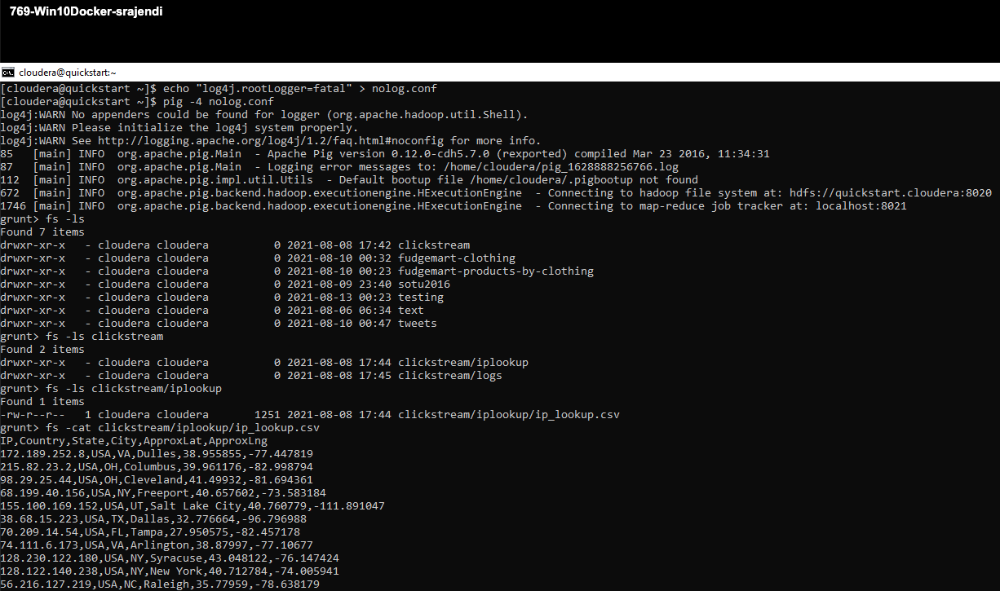 769-Win10Docker-srajendi
cloudera@quickstart:~
[cloudera@quickstart ~]$ echo "log4j.rootLogger=fatal" > nolog.conf
[cloudera@quickstart ~]$ pig -4 nolog.conf
log4j:WARN No appenders could be found for logger (org.apache.hadoop.util.Shell).
log4j:WARN Please initialize the log4j system properly.
log4j:WARN See http://logging.apache.org/log4j/1.2/faq.html#noconfig for more info.
85   [main] INFO  org.apache.pig.Main  - Apache Pig version 0.12.0-cdh5.7.0 (rexported) compiled Mar 23 2016, 11:34:31
87   [main] INFO  org.apache.pig.Main  - Logging error messages to: /home/cloudera/pig_1628888256766.log
112  [main] INFO  org.apache.pig.impl.util.Utils  - Default bootup file /home/cloudera/.pigbootup not found
672  [main] INFO  org.apache.pig.backend.hadoop.executionengine.HExecutionEngine  - Connecting to hadoop file system at: hdfs://quickstart.cloudera:8020
1746 [main] INFO  org.apache.pig.backend.hadoop.executionengine.HExecutionEngine  - Connecting to map-reduce job tracker at: localhost:8021
grunt> fs -ls
Found 7 items
drwxr-xr-x   - cloudera cloudera          0 2021-08-08 17:42 clickstream
drwxr-xr-x   - cloudera cloudera          0 2021-08-10 00:32 fudgemart-clothing
drwxr-xr-x   - cloudera cloudera          0 2021-08-10 00:23 fudgemart-products-by-clothing
drwxr-xr-x   - cloudera cloudera          0 2021-08-09 23:40 sotu2016
drwxr-xr-x   - cloudera cloudera          0 2021-08-13 00:23 testing
drwxr-xr-x   - cloudera cloudera          0 2021-08-06 06:34 text
drwxr-xr-x   - cloudera cloudera          0 2021-08-10 00:47 tweets
grunt> fs -ls clickstream
Found 2 items
drwxr-xr-x   - cloudera cloudera          0 2021-08-08 17:44 clickstream/iplookup
drwxr-xr-x   - cloudera cloudera          0 2021-08-08 17:45 clickstream/logs
grunt> fs -ls clickstream/iplookup
Found 1 items
-rw-r--r--   1 cloudera cloudera       1251 2021-08-08 17:44 clickstream/iplookup/ip_lookup.csv
grunt> fs -cat clickstream/iplookup/ip_lookup.csv
IP,Country,State,City,ApproxLat,ApproxLng
172.189.252.8,USA,VA,Dulles,38.955855,-77.447819
215.82.23.2,USA,OH,Columbus,39.961176,-82.998794
98.29.25.44,USA,OH,Cleveland,41.49932,-81.694361
68.199.40.156,USA,NY,Freeport,40.657602,-73.583184
155.100.169.152,USA,UT,Salt Lake City,40.760779,-111.891047
38.68.15.223,USA,TX,Dallas,32.776664,-96.796988
70.209.14.54,USA,FL,Tampa,27.950575,-82.457178
74.111.6.173,USA,VA,Arlington,38.87997,-77.10677
128.230.122.180,USA,NY,Syracuse,43.048122,-76.147424
128.122.140.238,USA,NY,New York,40.712784,-74.005941
56.216.127.219,USA,NC,Raleigh,35.77959,-78.638179